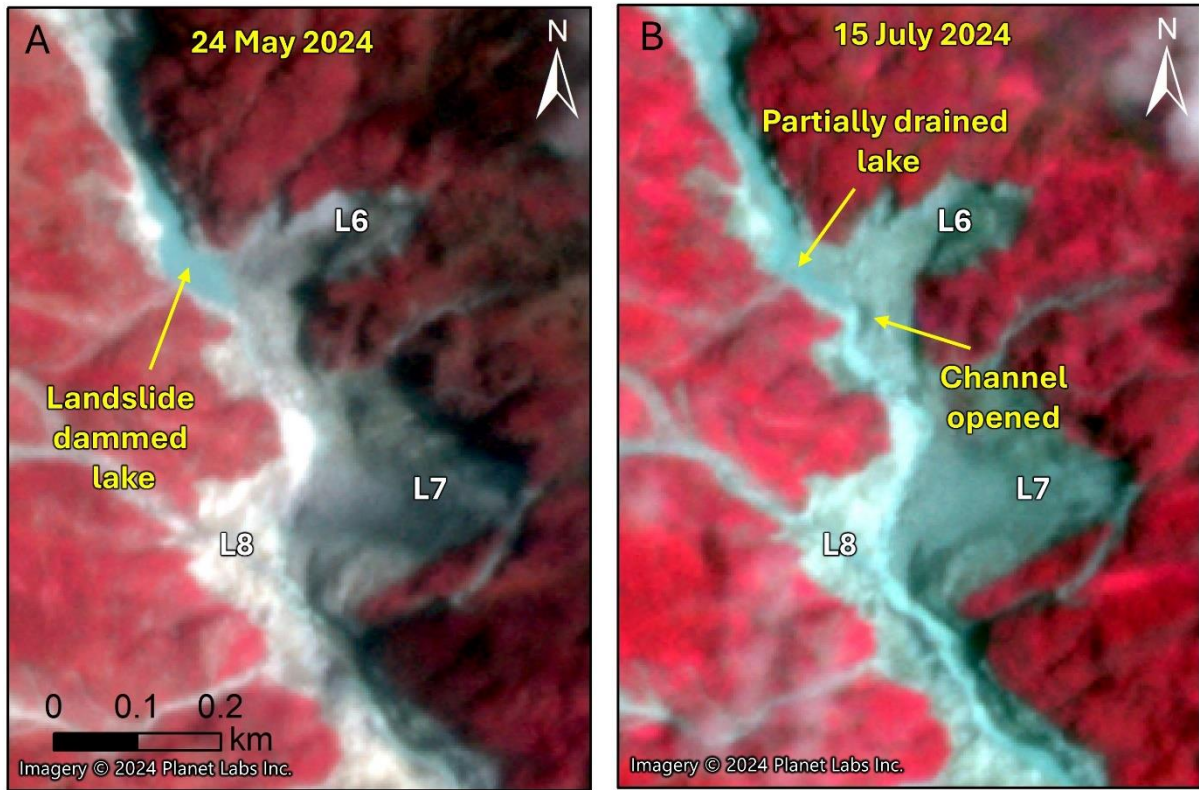 A
24 May 2024
N
L6
Landslide
dammed
lake
L7
L8
0 0.1 0.2
km
Imagery © 2024 Planet Labs Inc.
B
15 July 2024
N
Partially drained
lake
L6
Channel
opened
L7
L8
Imagery © 2024 Planet Labs Inc.